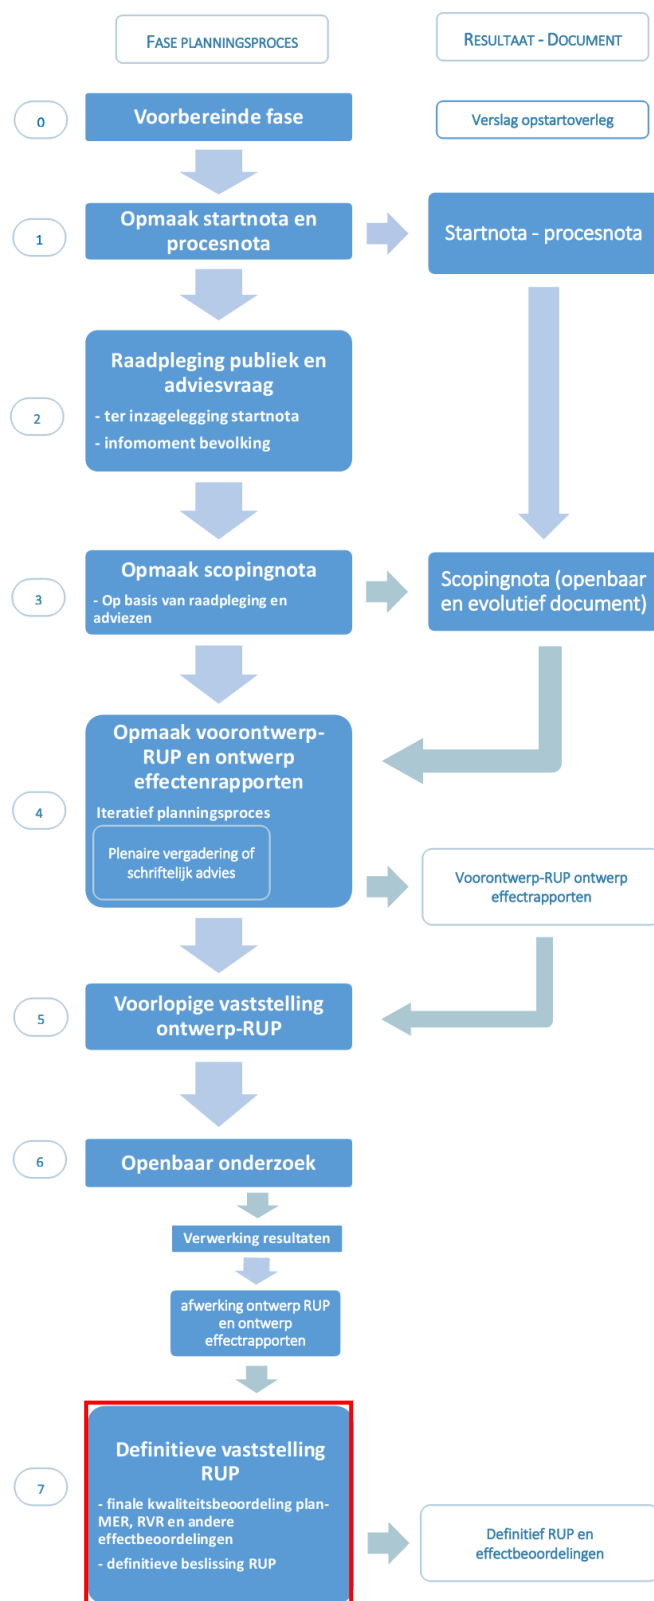 FASE PLANNINGSPROCES
RESULTAAT - DOCUMENT
0
Voorbereinde fase
Verslag opstartoverleg
1
Opmaak startnota en
procesnota
Startnota - procesnota
2
Raadpleging publiek en
adviesvraag
- ter inzagelegging startnota
- infomoment bevolking
3
Opmaak scopingnota
- Op basis van raadpleging en
adviezen
Scopingnota (openbaar
en evolutief document)
4
Opmaak voorontwerp-
RUP en ontwerp
effectenrapporten
Iteratief planningsproces
Plenaire vergadering of
schriftelijk advies
Voorontwerp-RUP ontwerp
effectrapporten
5
Voorlopige vaststelling
ontwerp-RUP
6
Openbaar onderzoek
Verwerking resultaten
afwerking ontwerp RUP
en ontwerp
effectrapporten
7
Definitieve vaststelling
RUP
- finale kwaliteitsbeoordeling plan-
MER, RVR en andere
effectbeoordelingen
- definitieve beslissing RUP
Definitief RUP en
effectbeoordelingen